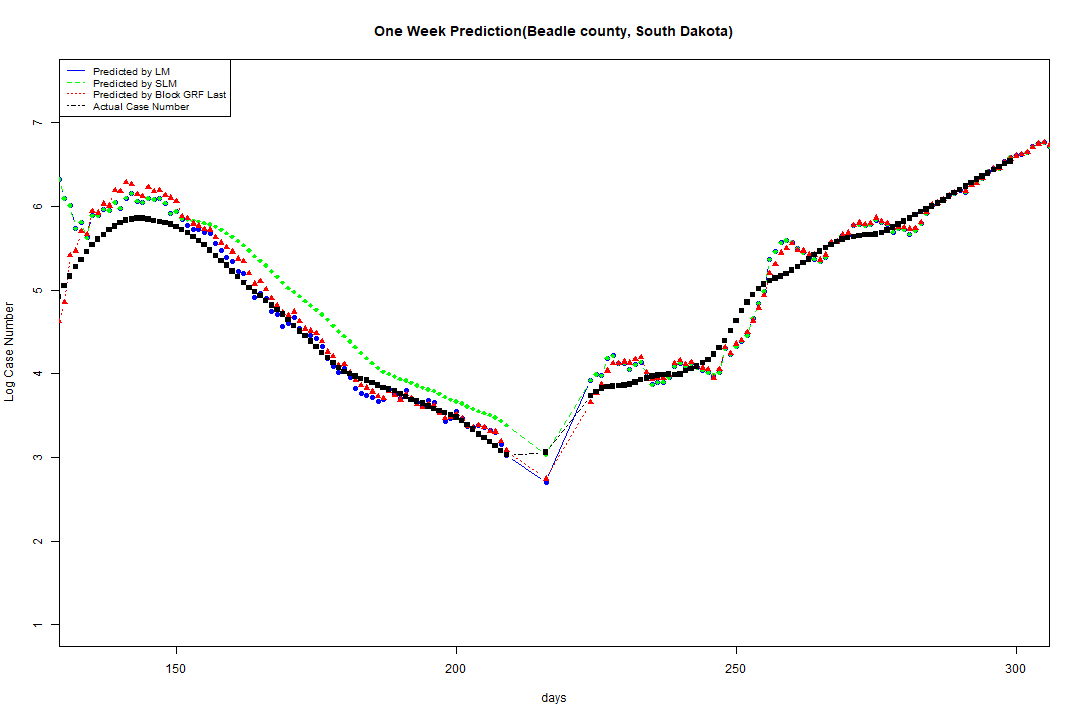 One Week Prediction(Beadle county, South Dakota)
Predicted by LM
Predicted by SLM
Predicted by Block GRF Last
Actual Case Number
Log Case Number
7
6
5
4
3
2
1
150 200 250 300
days